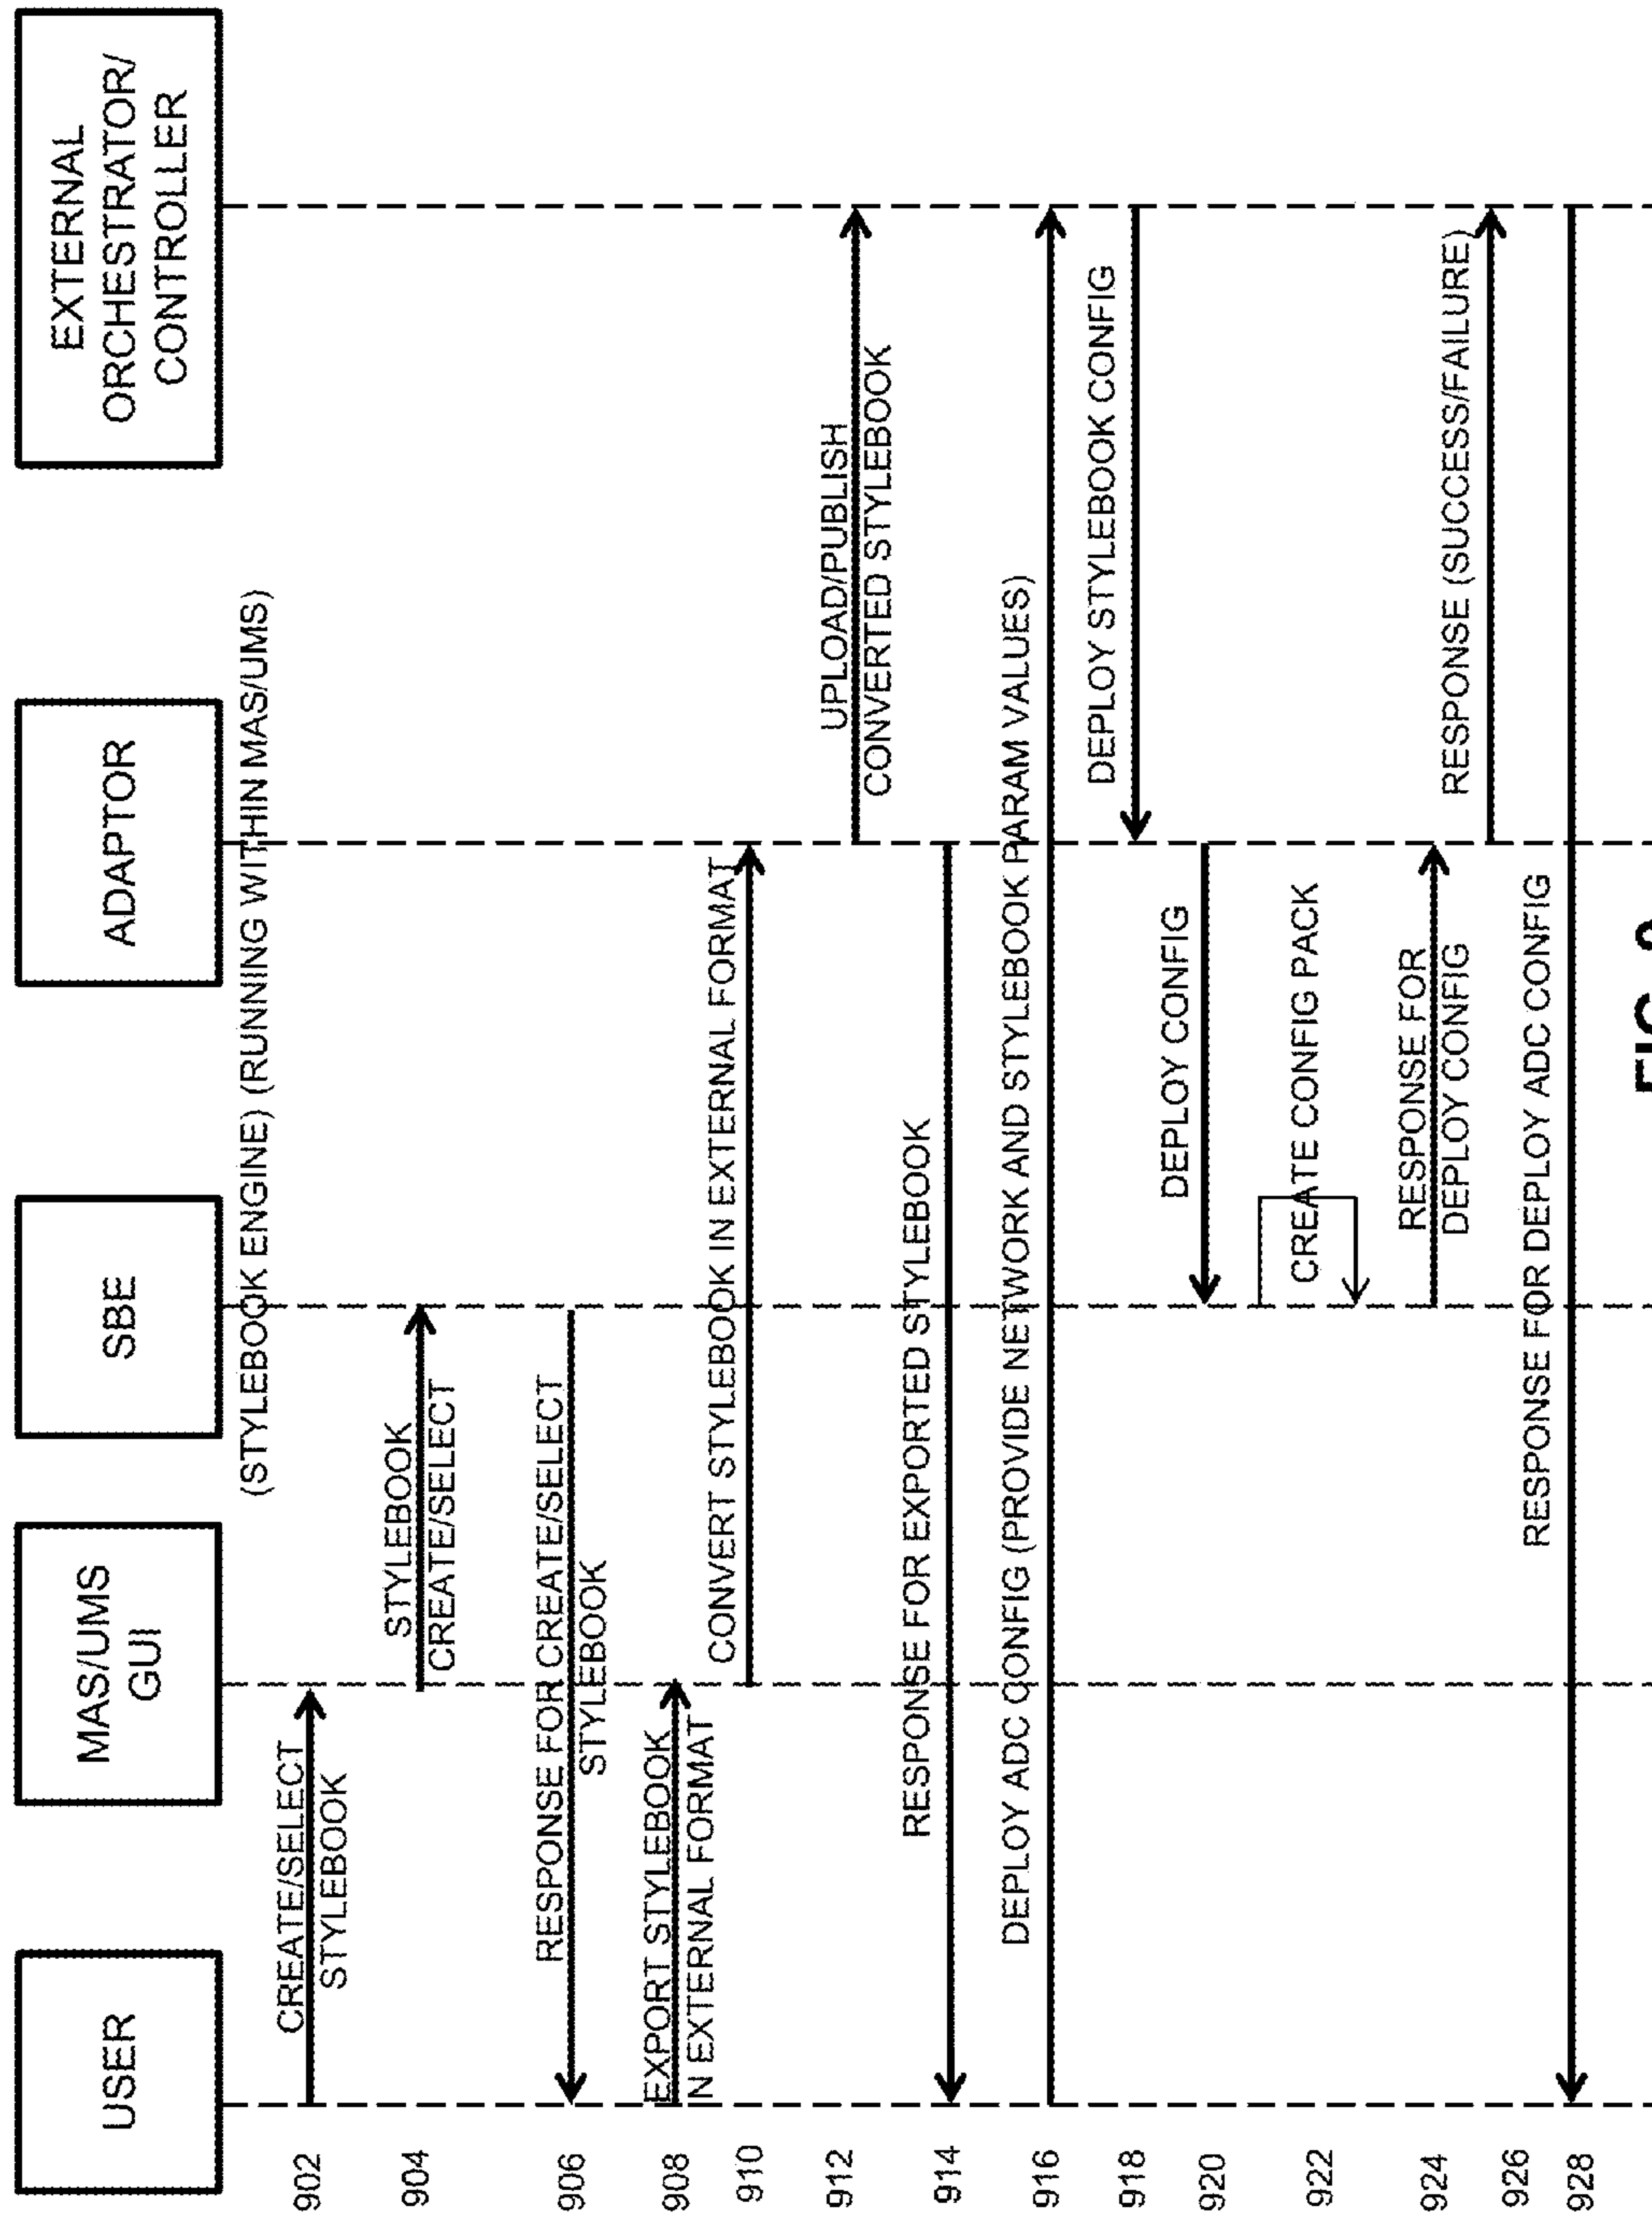 USER
MAS/UMS
GUI
SBE
ADAPTOR
EXTERNAL
ORCHESTRATOR/
CONTROLLER
(STYLEBOOK ENGINE) (RUNNING WITHIN MAS/UMS)
902
CREATE/SELECT
STYLEBOOK
904
STYLEBOOK
CREATE/SELECT
906
RESPONSE FOR CREATE/SELECT
STYLEBOOK
908
EXPORT STYLEBOOK
N EXTERNAL FORMAT
910
CONVERT STYLEBOOK IN EXTERNAL FORMAT
912
UPLOAD/PUBLISH
CONVERTED STYLEBOOK
914
RESPONSE FOR EXPORTED STYLEBOOK
916
DEPLOY ADC CONFIG (PROVIDE NETWORK AND STYLEBOOK PARAM VALUES)
918
DEPLOY STYLEBOOK CONFIG
920
DEPLOY CONFIG
922
CREATE CONFIG PACK
924
RESPONSE FOR
DEPLOY CONFIG
926
RESPONSE (SUCCESS/FAILURE)
928
RESPONSE FOR DEPLOY ADC CONFIG